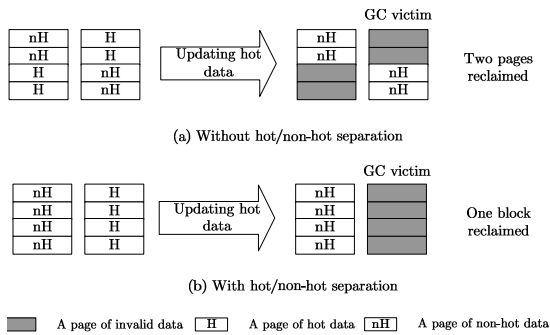 GC victim
nH H nH
nH H Updating hot nH Two pages
H nH data nH reclaimed
H nH nH
(a) Without hot/non-hot separation
GC victim
nH H nH
nH H Updating hot nH One block
nH H data nH reclaimed
nH H nH
(b) With hot/non-hot separation
A page of invalid data H A page of hot data nH A page of non-hot data